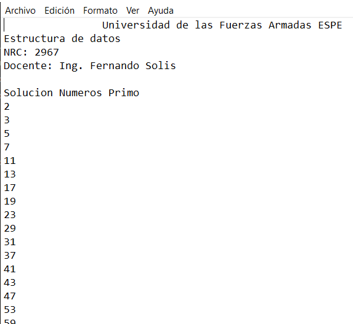 Archivo Edición Formato Ver Ayuda
Universidad de las Fuerzas Armadas ESPE
Estructura de datos
NRC: 2967
Docente: Ing. Fernando Solis
Solucion Numeros Primo
2
3
5
7
11
13
17
19
23
29
31
37
41
43
47
53
59